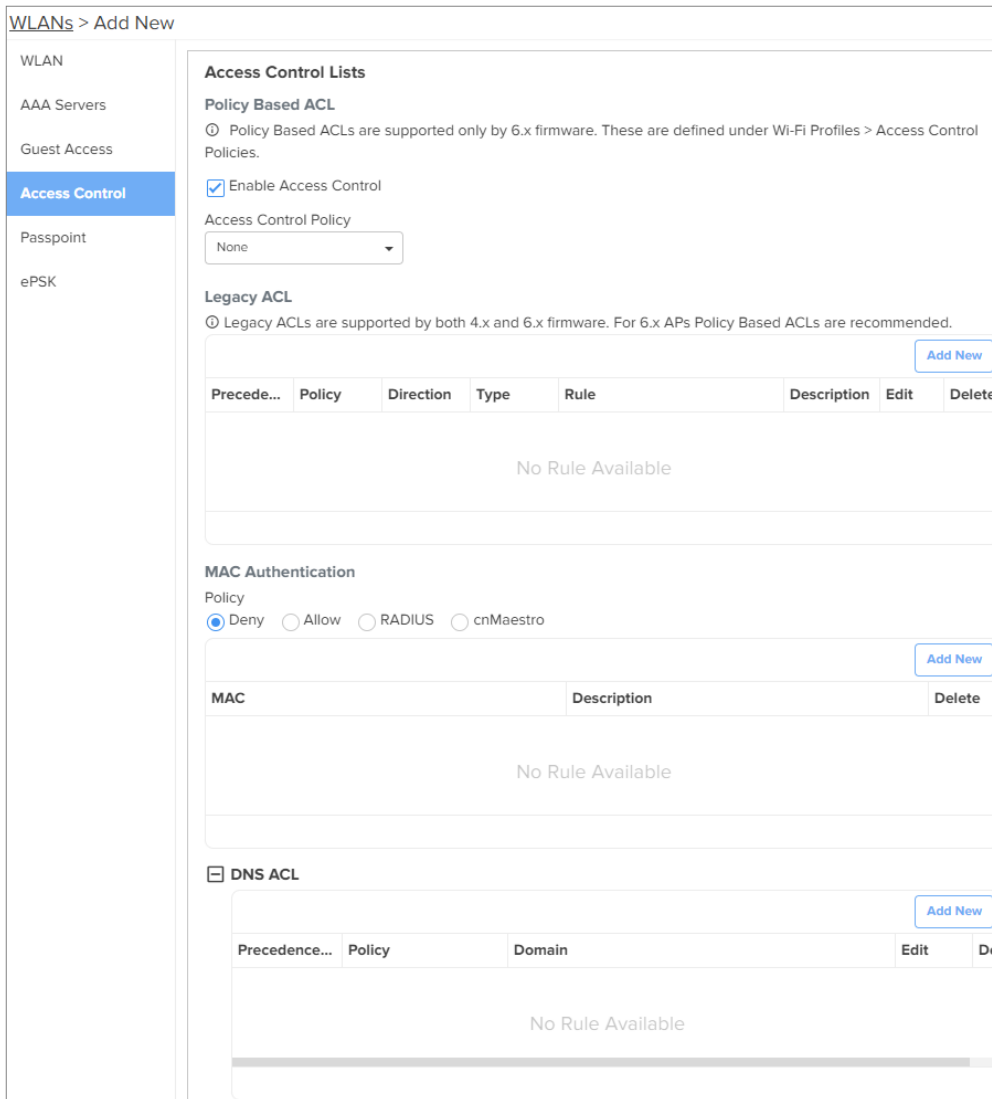 WLANs > Add New
WLAN
AAA Servers
Guest Access
Access Control
Passpoint
ePSK
Access Control Lists
Policy Based ACL
Policy Based ACLs are supported only by 6.x firmware. These are defined under Wi-Fi Profiles > Access Control
Policies.
Enable Access Control
Access Control Policy
None
Legacy ACL
Legacy ACLs are supported by both 4.x and 6.x firmware. For 6.x APs Policy Based ACLs are recommended.
Add New
Precede... Policy Direction Type Rule Description Edit Delete
No Rule Available
MAC Authentication
Policy
Deny Allow RADIUS cnMaestro
Add New
MAC Description Delete
No Rule Available
DNS ACL
Add New
Precedence... Policy Domain Edit De
No Rule Available